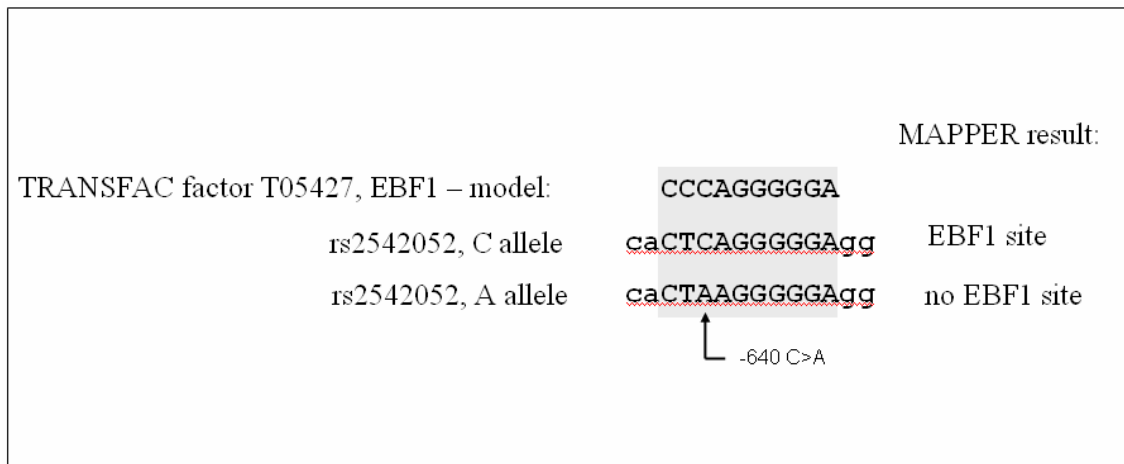 MAPPER result:
TRANSFAC factor T05427, EBF1 – model: CCCAGGGGGA
rs2542052, C allele caCTCAGGGGGAgg EBF1 site
rs2542052, A allele caCTAAGGGGGAgg no EBF1 site
-640 C>A